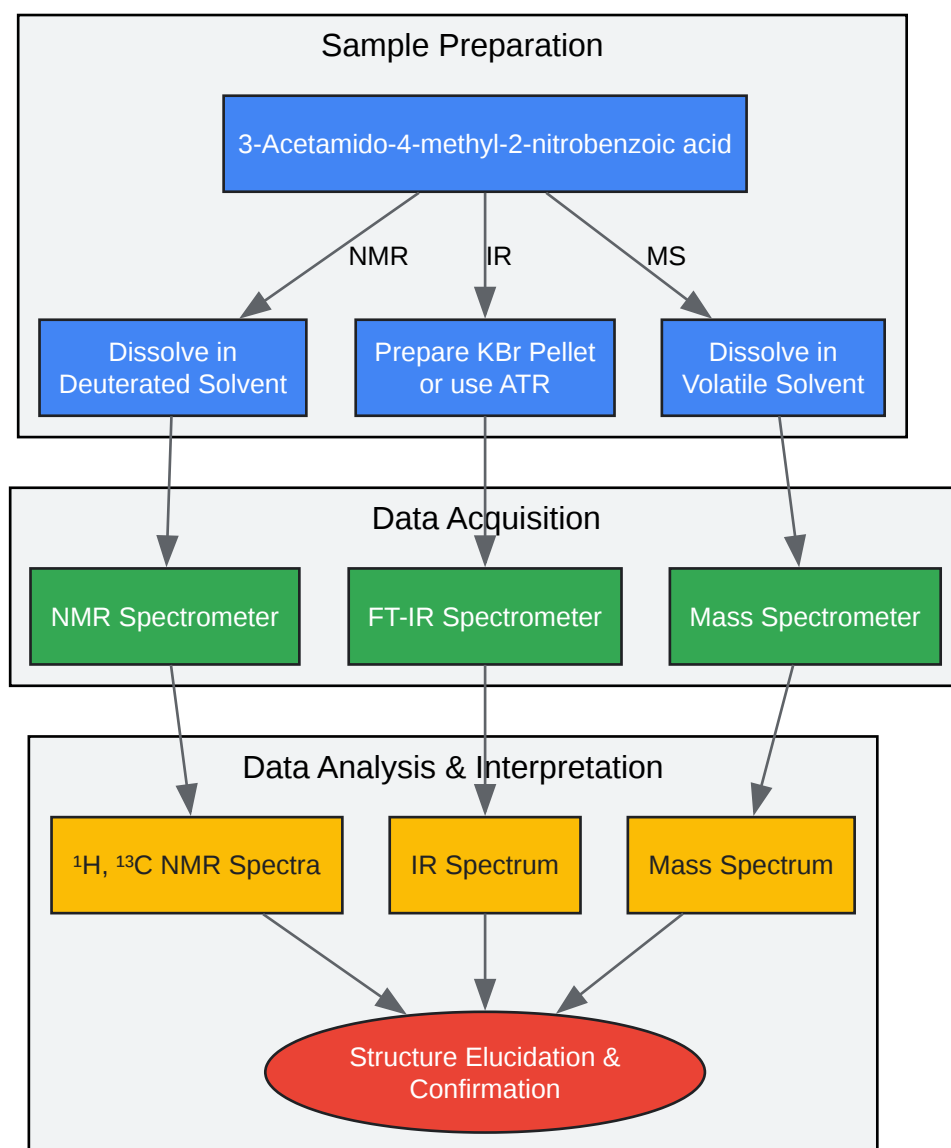 Sample Preparation
3-Acetamido-4-methyl-2-nitrobenzoic acid
NMR
IR
MS
Dissolve in
Deuterated Solvent
Prepare KBr Pellet
or use ATR
Dissolve in
Volatile Solvent
Data Acquisition
NMR Spectrometer
FT-IR Spectrometer
Mass Spectrometer
Data Analysis & Interpretation
¹H, ¹³C NMR Spectra
IR Spectrum
Mass Spectrum
Structure Elucidation &
Confirmation